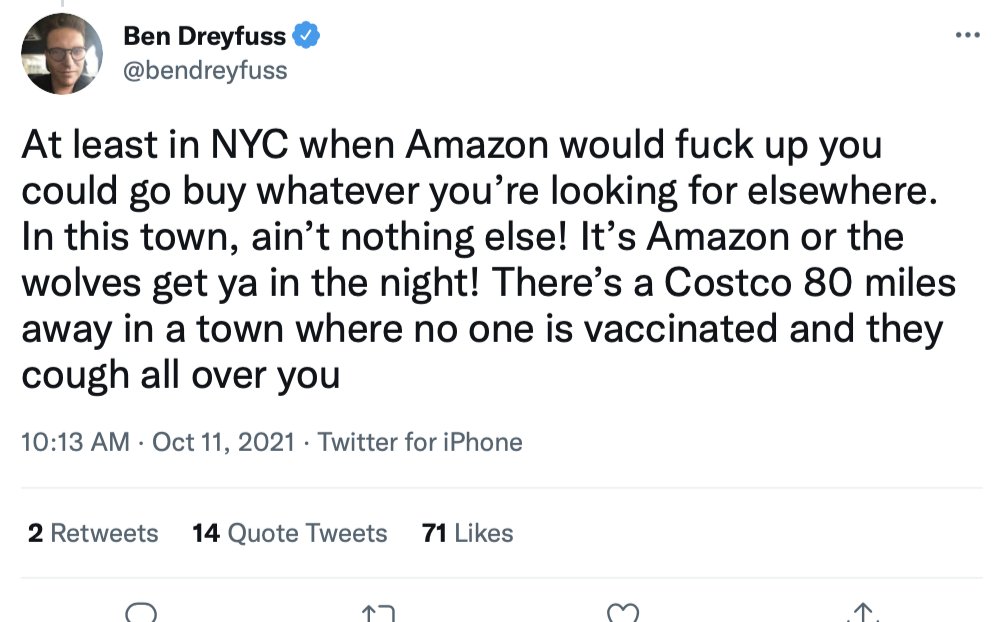 Ben Dreyfuss
@bendreyfuss
At least in NYC when Amazon would fuck up you
could go buy whatever you’re looking for elsewhere.
In this town, ain’t nothing else! It’s Amazon or the
wolves get ya in the night! There’s a Costco 80 miles
away in a town where no one is vaccinated and they
cough all over you
10:13 AM · Oct 11, 2021 · Twitter for iPhone
2 Retweets 14 Quote Tweets 71 Likes